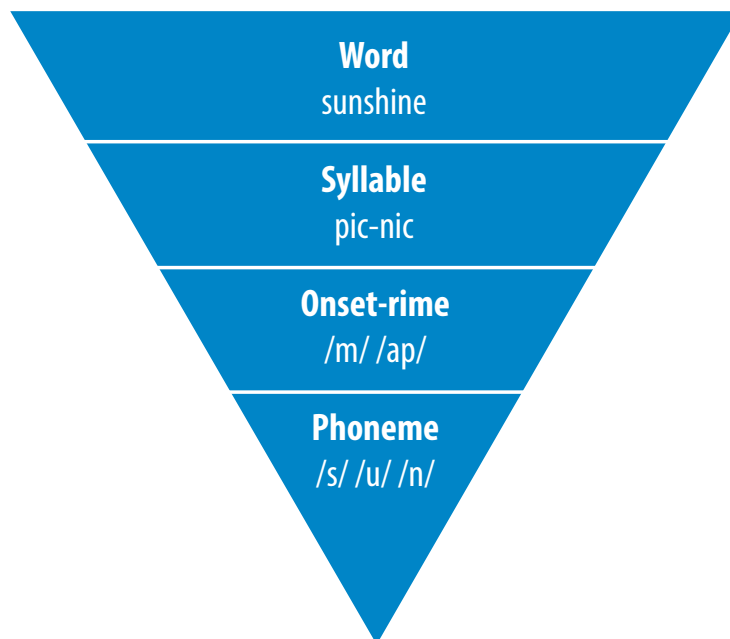 Word
sunshine
Syllable
pic-nic
Onset-rime
/m/ /ap/
Phoneme
/s/ /u/ /n/